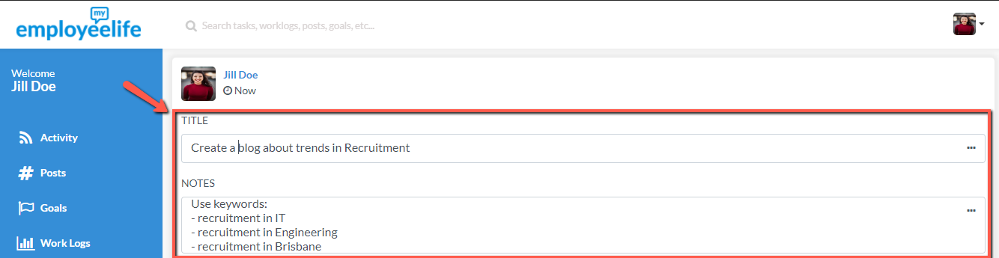 my
employeelife
Search tasks, worklogs, posts, goals, etc...
Welcome
Jill Doe
Activity
Posts
Goals
Work Logs
Jill Doe
Now
TITLE
Create a blog about trends in Recruitment
NOTES
Use keywords:
- recruitment in IT
- recruitment in Engineering
- recruitment in Brisbane